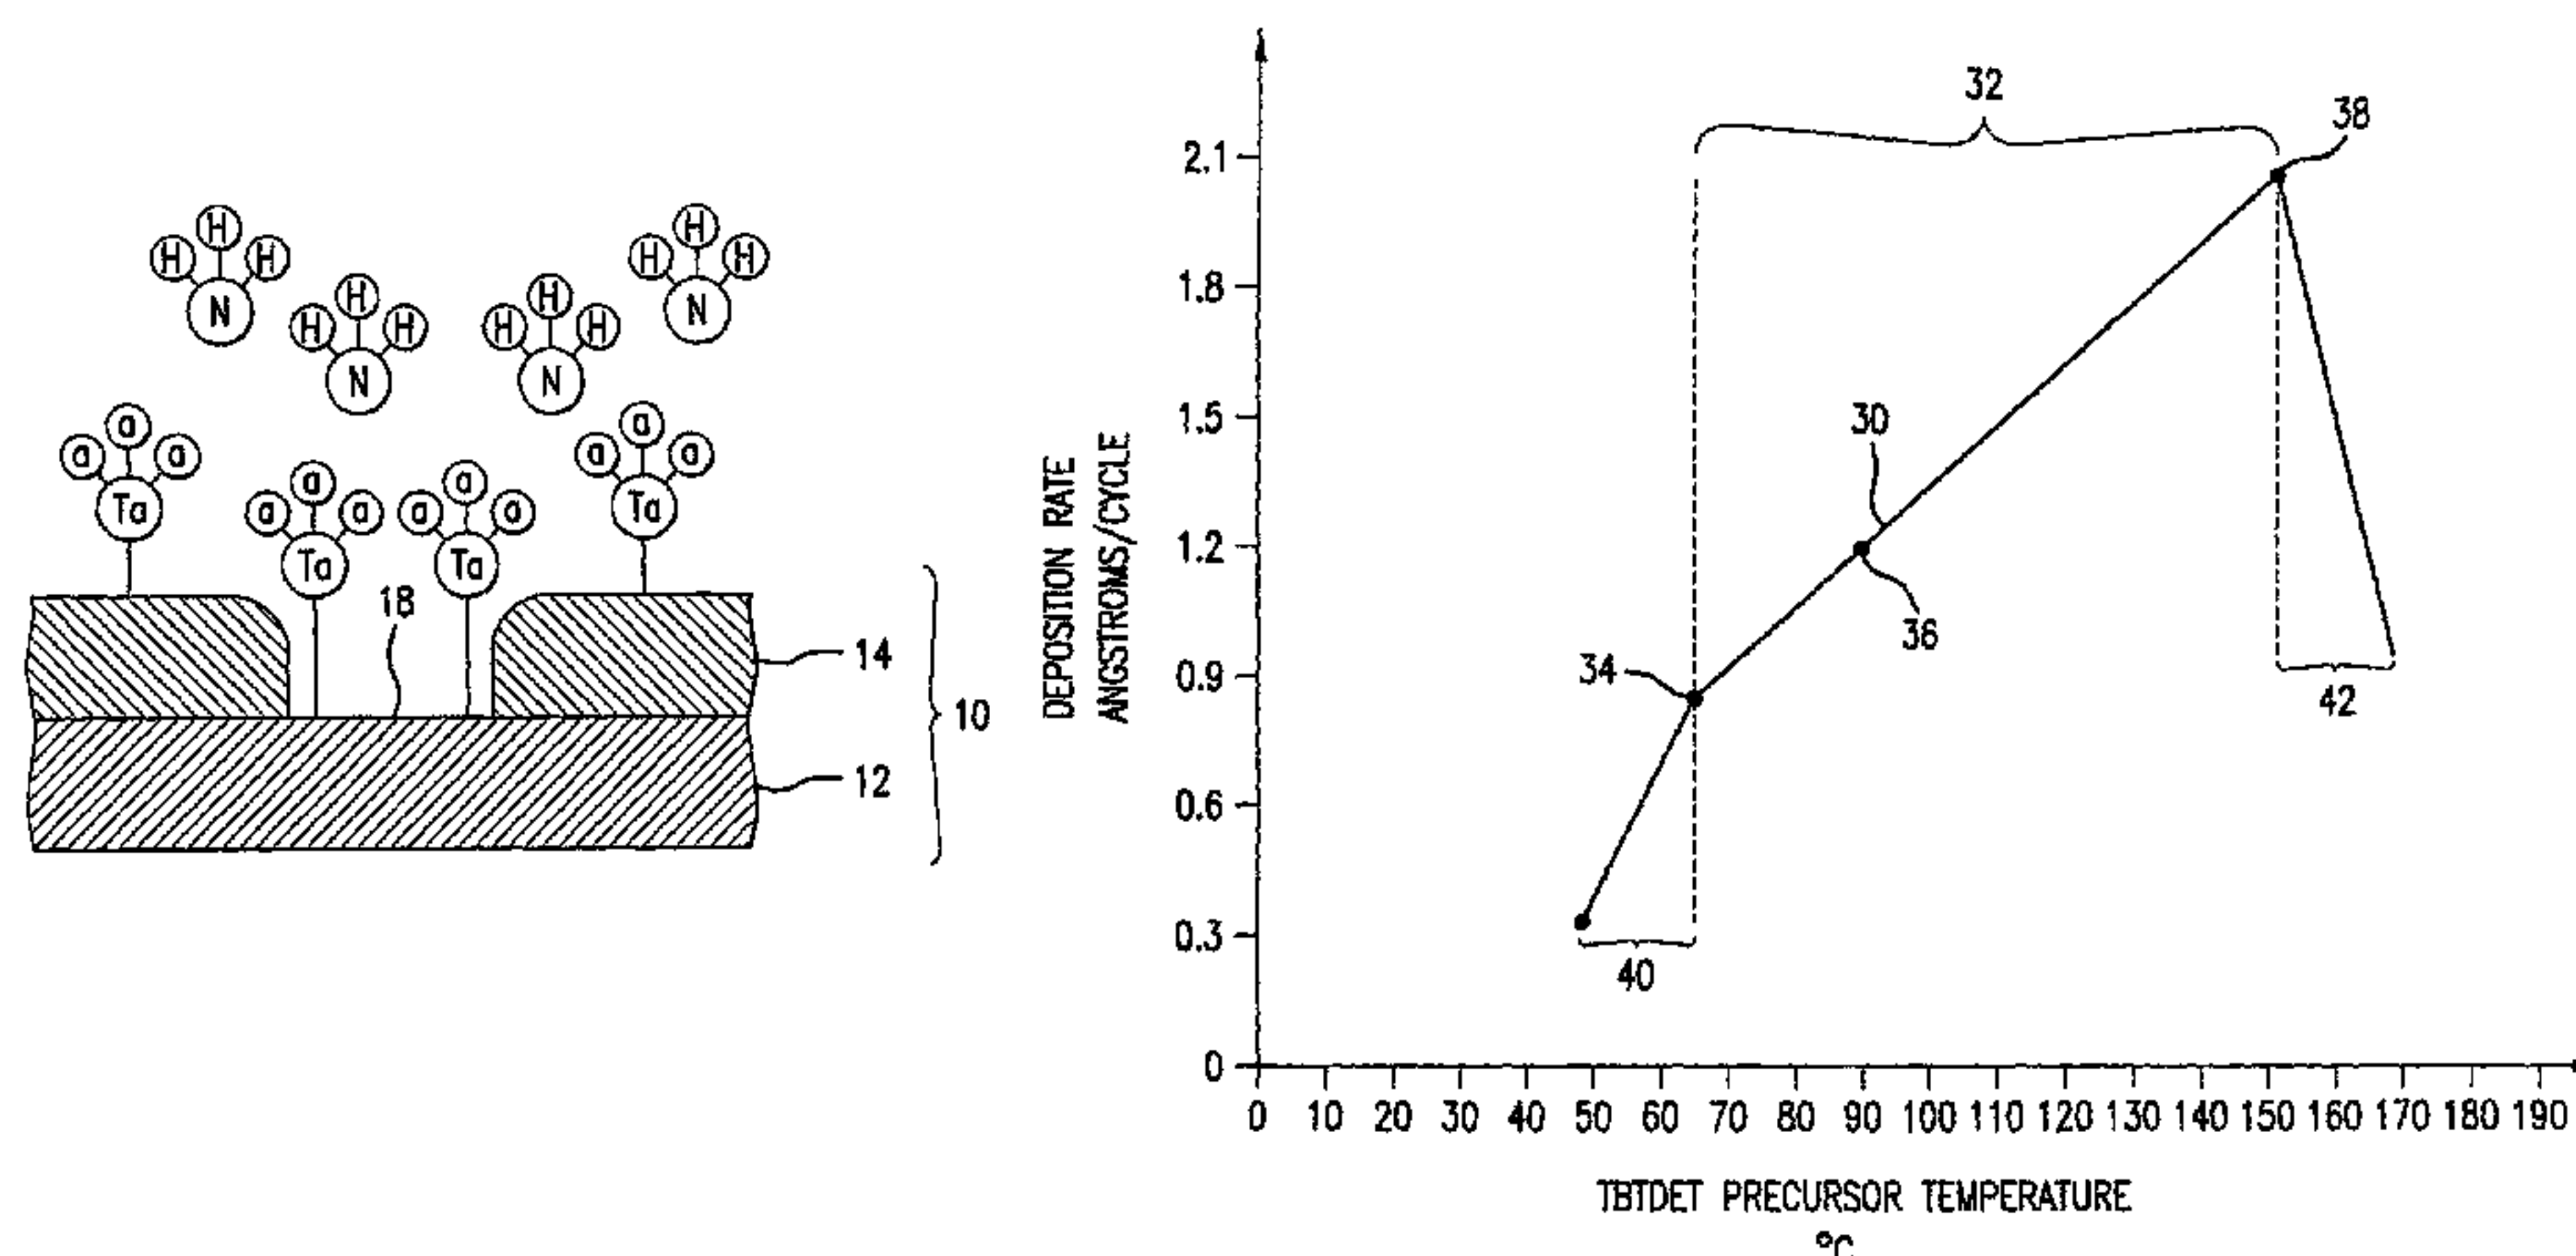 H H H N
H H H N
H H H N
H H H N
a a a Ta
a a a Ta
a a a Ta
a a a Ta
18
14
10
12
DEPOSITION RATE
ANGSTROMS/CYCLE
2.1
1.8
1.5
1.2
0.9
0.6
0.3
0
32
38
30
36
34
42
40
0 10 20 30 40 50 60 70 80 90 100 110 120 130 140 150 160 170 180 190
TBTDET PRECURSOR TEMPERATURE
°C